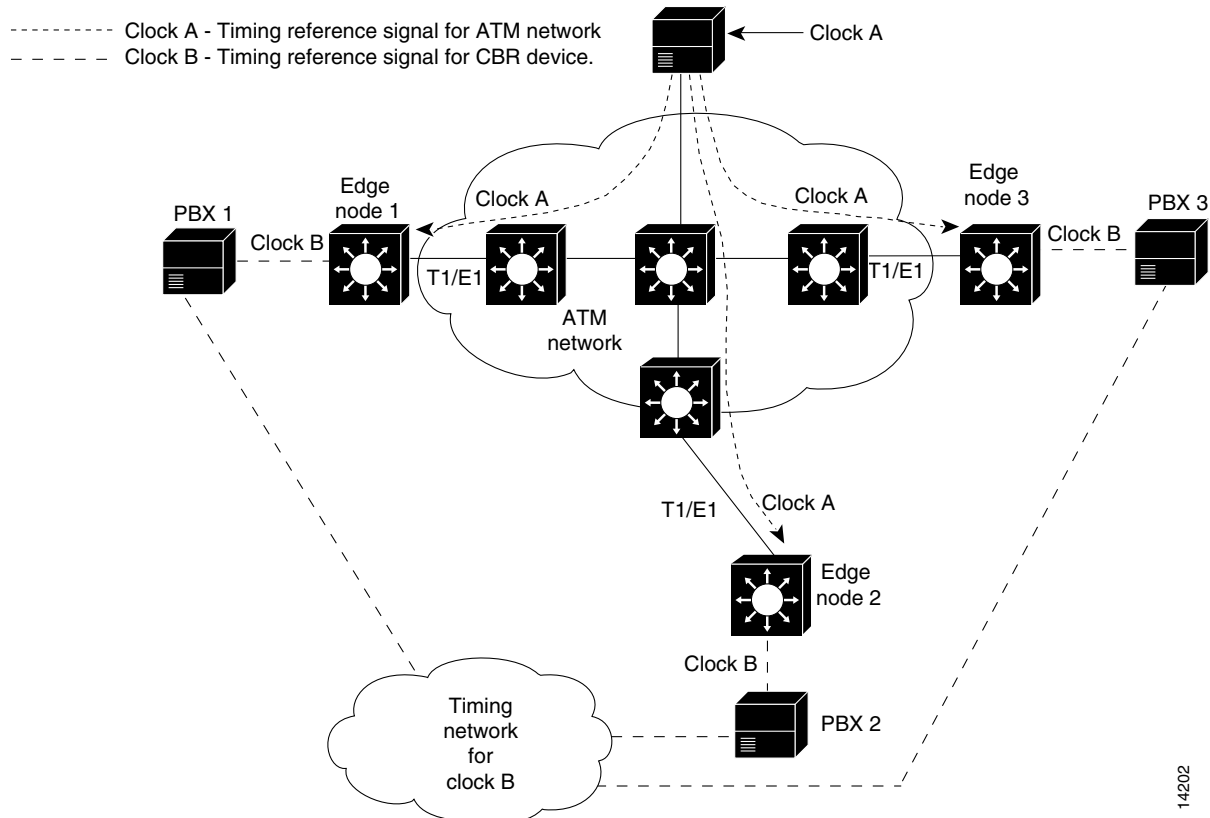 Clock A - Timing reference signal for ATM network
Clock B - Timing reference signal for CBR device.
Clock A
Edge
node 1
Clock A
Clock A
Edge
node 3
PBX 1
PBX 3
Clock B
Clock B
T1/E1
T1/E1
ATM
network
T1/E1
Clock A
Edge
node 2
Clock B
Timing
network
for
clock B
PBX 2
14202